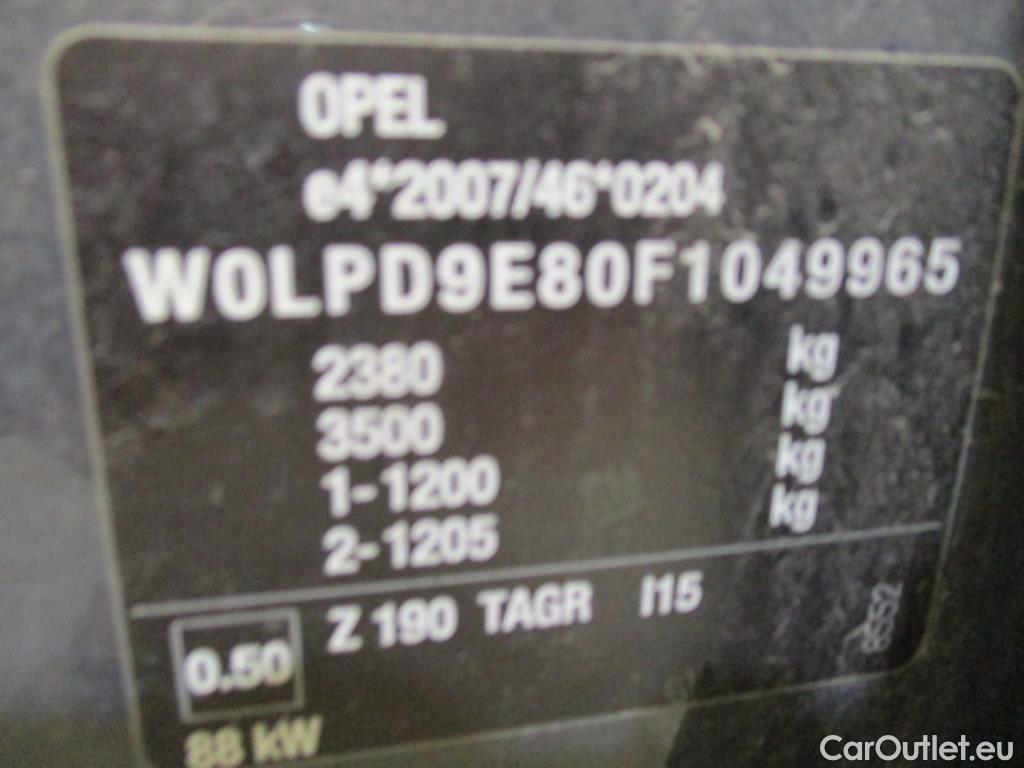 OPEL
e4*2007/46*0204
W0LPD9E80F1049965
2380 kg
3500 kg
1-1200 kg
2-1205 kg
Z 190 TAGR I15
0.50
88 kW
CarOutlet.eu